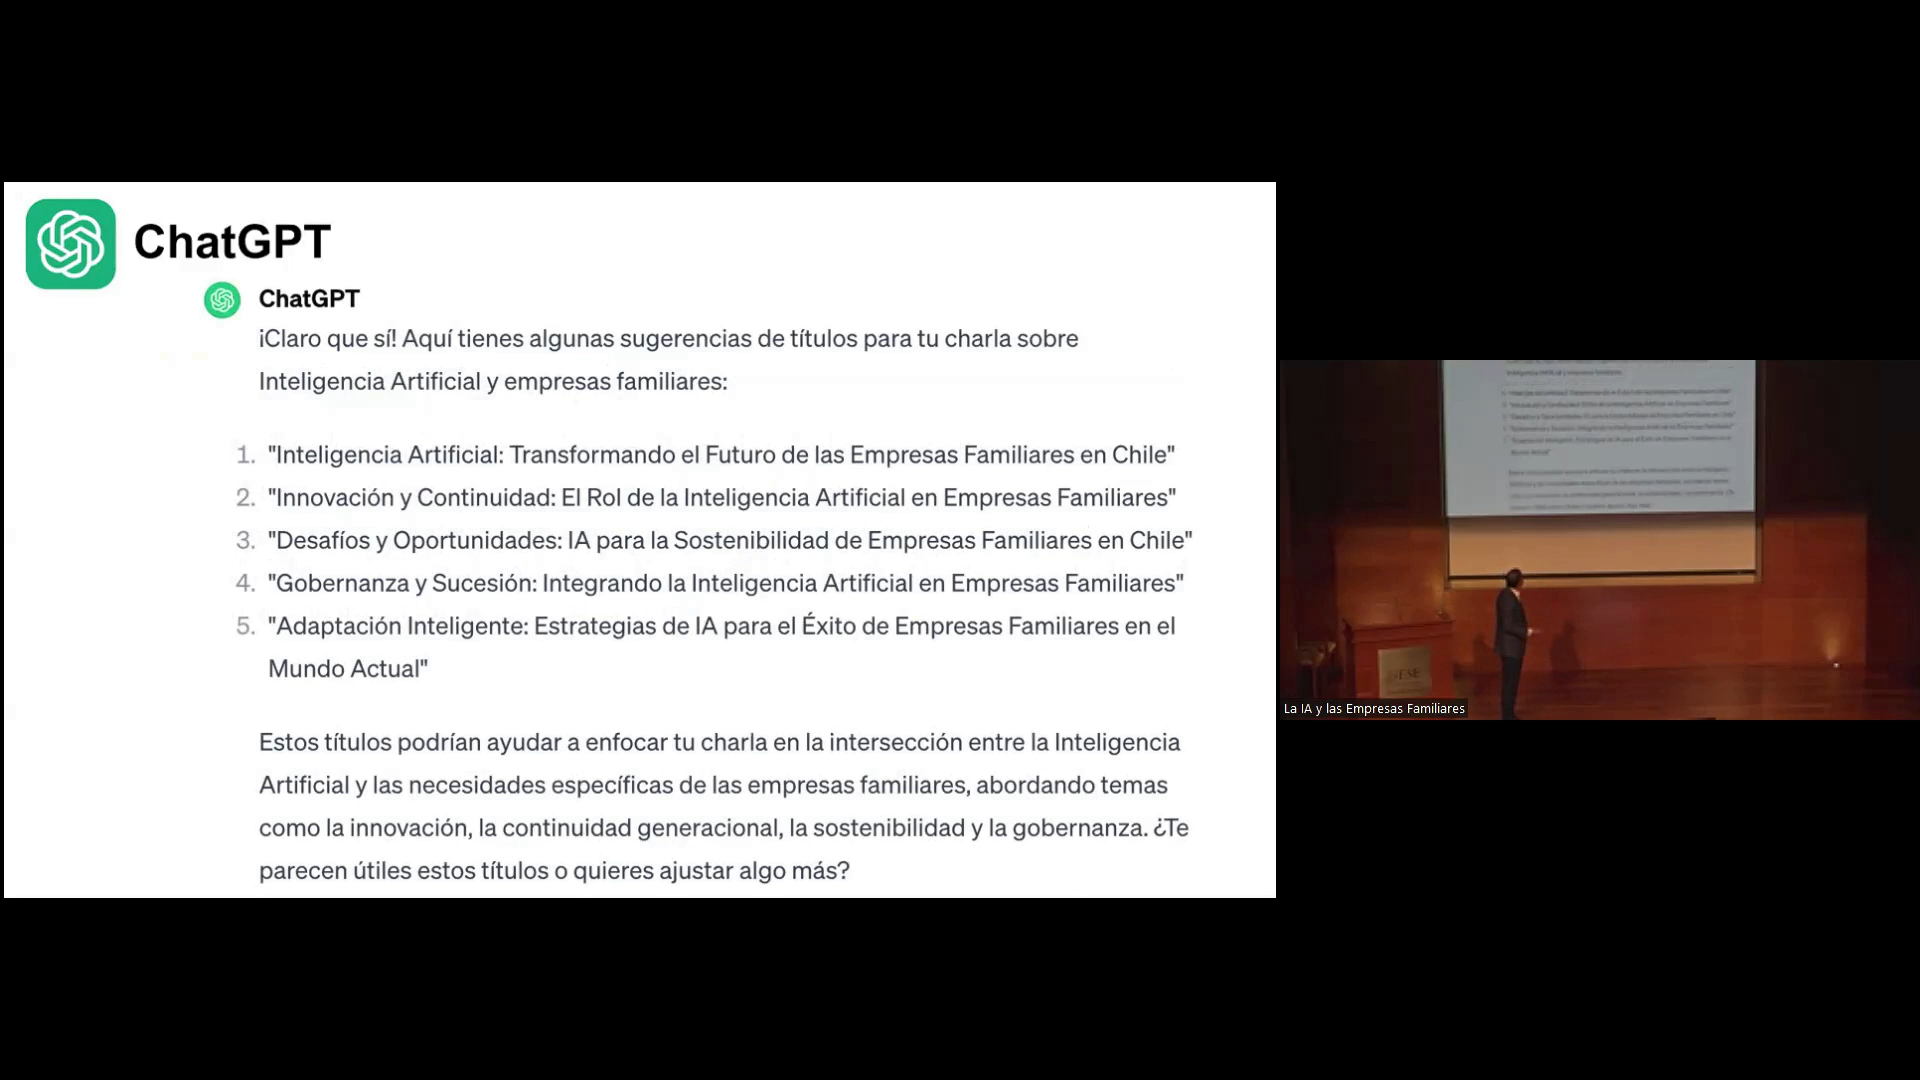 ChatGPT
ChatGPT
¡Claro que sí! Aquí tienes algunas sugerencias de títulos para tu charla sobre
Inteligencia Artificial y empresas familiares:
1. "Inteligencia Artificial: Transformando el Futuro de las Empresas Familiares en Chile"
2. "Innovación y Continuidad: El Rol de la Inteligencia Artificial en Empresas Familiares"
3. "Desafíos y Oportunidades: IA para la Sostenibilidad de Empresas Familiares en Chile"
4. "Gobernanza y Sucesión: Integrando la Inteligencia Artificial en Empresas Familiares"
5. "Adaptación Inteligente: Estrategias de IA para el Éxito de Empresas Familiares en el
Mundo Actual"
Estos títulos podrían ayudar a enfocar tu charla en la intersección entre la Inteligencia
Artificial y las necesidades específicas de las empresas familiares, abordando temas
como la innovación, la continuidad generacional, la sostenibilidad y la gobernanza. ¿Te
parecen útiles estos títulos o quieres ajustar algo más?
ESE
La IA y las Empresas Familiares